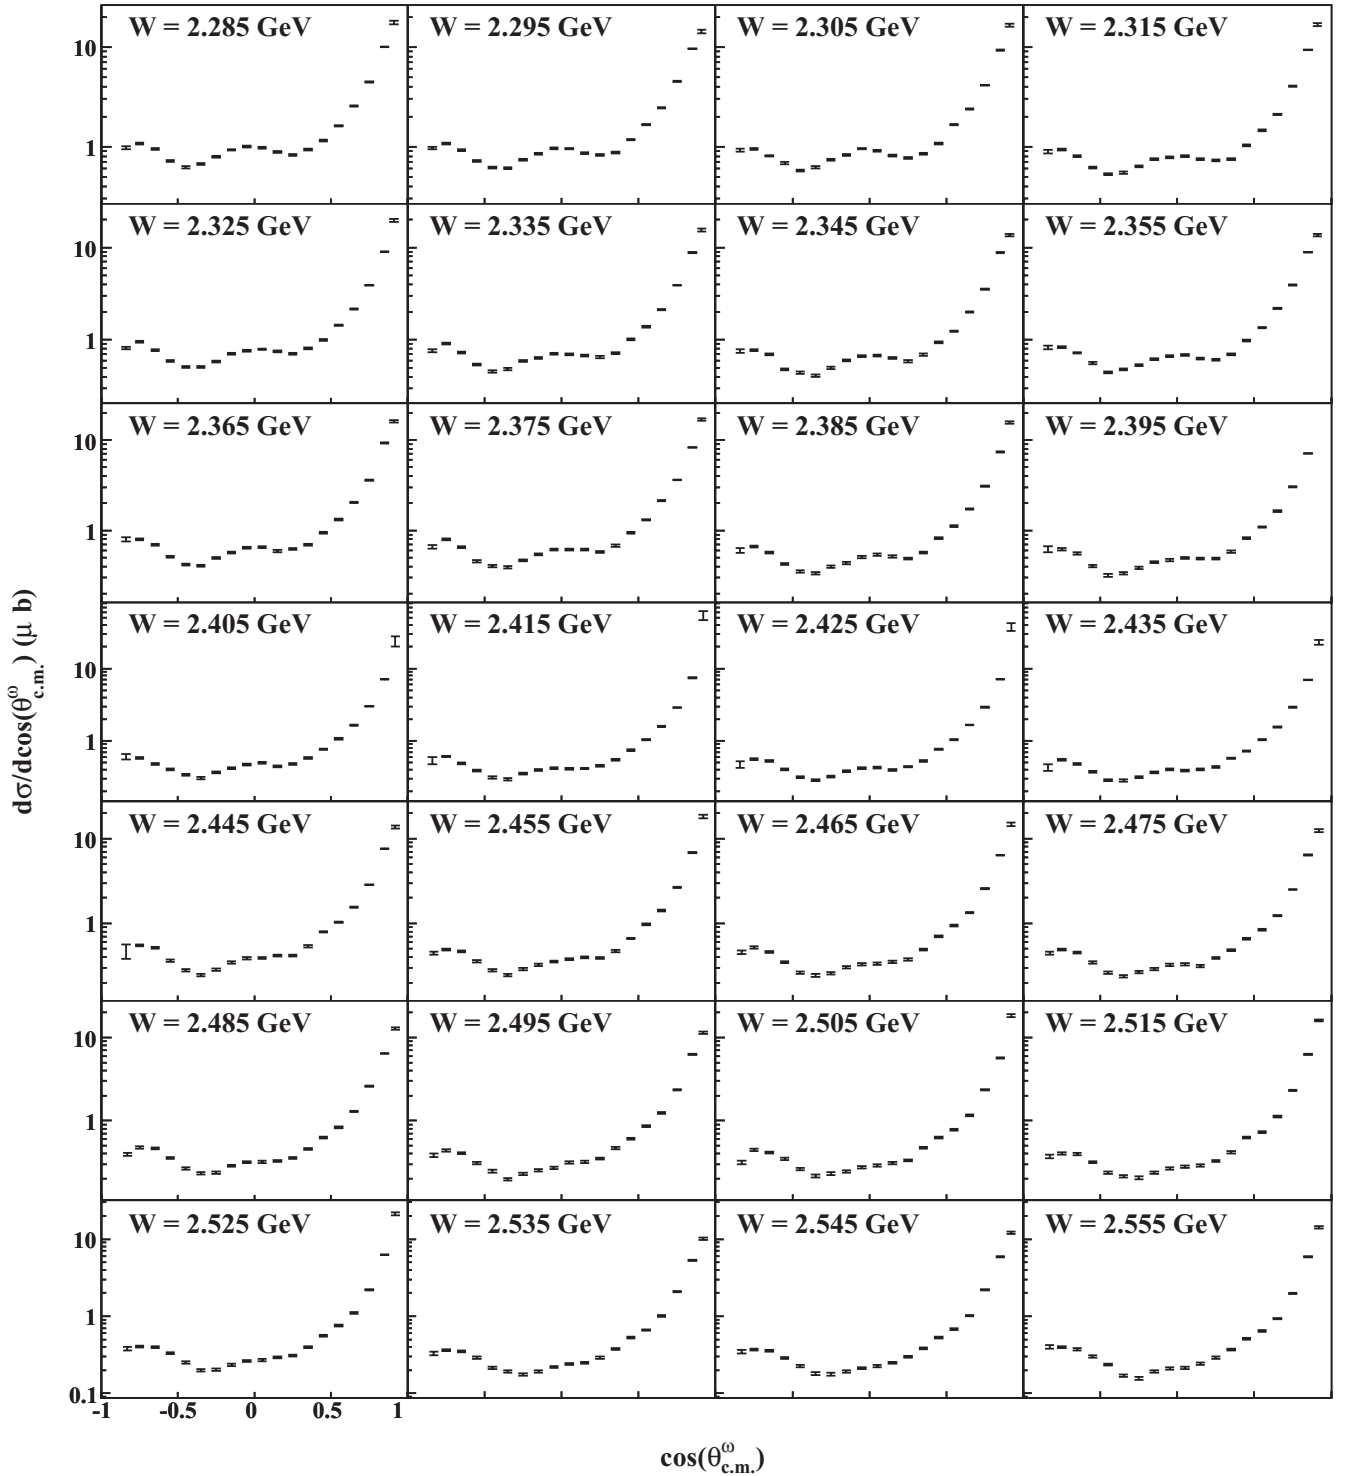 W = 2.285 GeV W = 2.295 GeV W = 2.305 GeV W = 2.315 GeV
10
1
W = 2.325 GeV W = 2.335 GeV W = 2.345 GeV W = 2.355 GeV
10
1
W = 2.365 GeV W = 2.375 GeV W = 2.385 GeV W = 2.395 GeV
10
1
W = 2.405 GeV W = 2.415 GeV W = 2.425 GeV W = 2.435 GeV
10
1
dσ/dcos(θ^ω_c.m.) (μ b)
W = 2.445 GeV W = 2.455 GeV W = 2.465 GeV W = 2.475 GeV
10
1
W = 2.485 GeV W = 2.495 GeV W = 2.505 GeV W = 2.515 GeV
10
1
W = 2.525 GeV W = 2.535 GeV W = 2.545 GeV W = 2.555 GeV
10
1
0.1
-1 -0.5 0 0.5 1
cos(θ^ω_c.m.)